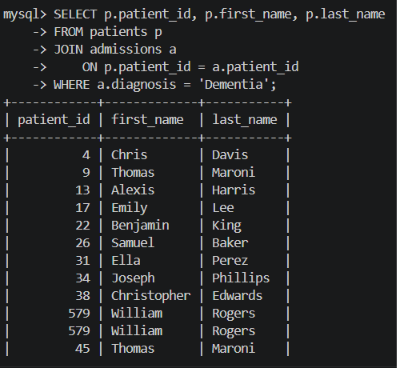 mysql> SELECT p.patient_id, p.first_name, p.last_name
    -> FROM patients p
    -> JOIN admissions a
    ->     ON p.patient_id = a.patient_id
    -> WHERE a.diagnosis = 'Dementia';
+------------+-------------+-----------+
| patient_id | first_name  | last_name |
+------------+-------------+-----------+
|          4 | Chris       | Davis     |
|          9 | Thomas      | Maroni    |
|         13 | Alexis      | Harris    |
|         17 | Emily       | Lee       |
|         22 | Benjamin    | King      |
|         26 | Samuel      | Baker     |
|         31 | Ella        | Perez     |
|         34 | Joseph      | Phillips  |
|         38 | Christopher | Edwards   |
|        579 | William     | Rogers    |
|        579 | William     | Rogers    |
|         45 | Thomas      | Maroni    |